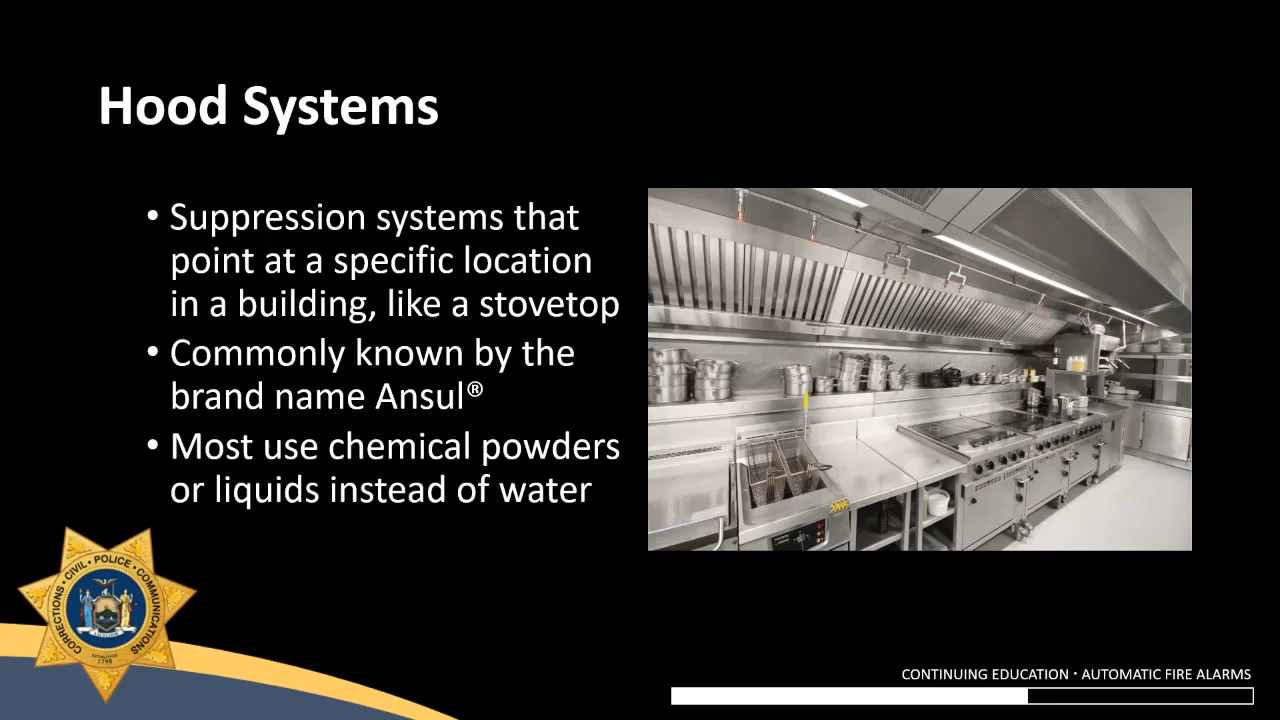 Hood Systems
• Suppression systems that
point at a specific location
in a building, like a stovetop
• Commonly known by the
brand name Ansul®
• Most use chemical powders
or liquids instead of water
CORRECTIONS • CIVIL • POLICE • COMMUNICATIONS
ESTABLISHED
1798
CONTINUING EDUCATION • AUTOMATIC FIRE ALARMS